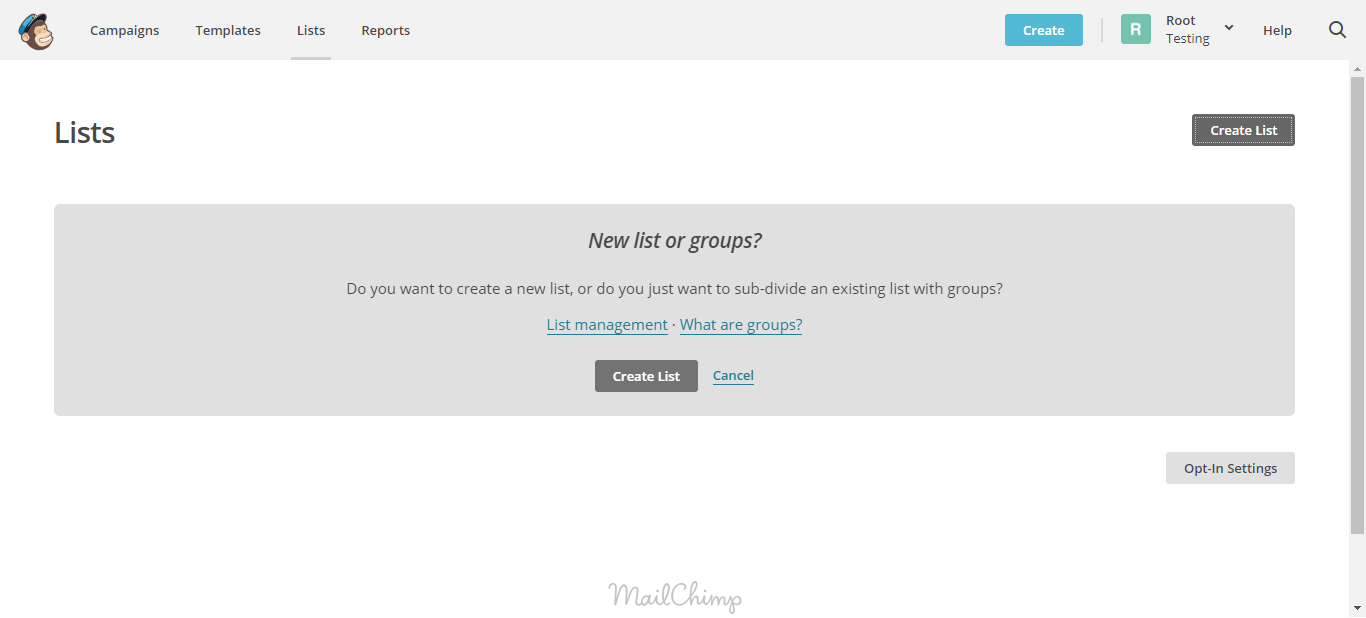 Campaigns Templates Lists Reports Create R Root Testing Help
Lists
Create List
New list or groups?
Do you want to create a new list, or do you just want to sub-divide an existing list with groups?
List management · What are groups?
Create List Cancel
Opt-In Settings
MailChimp